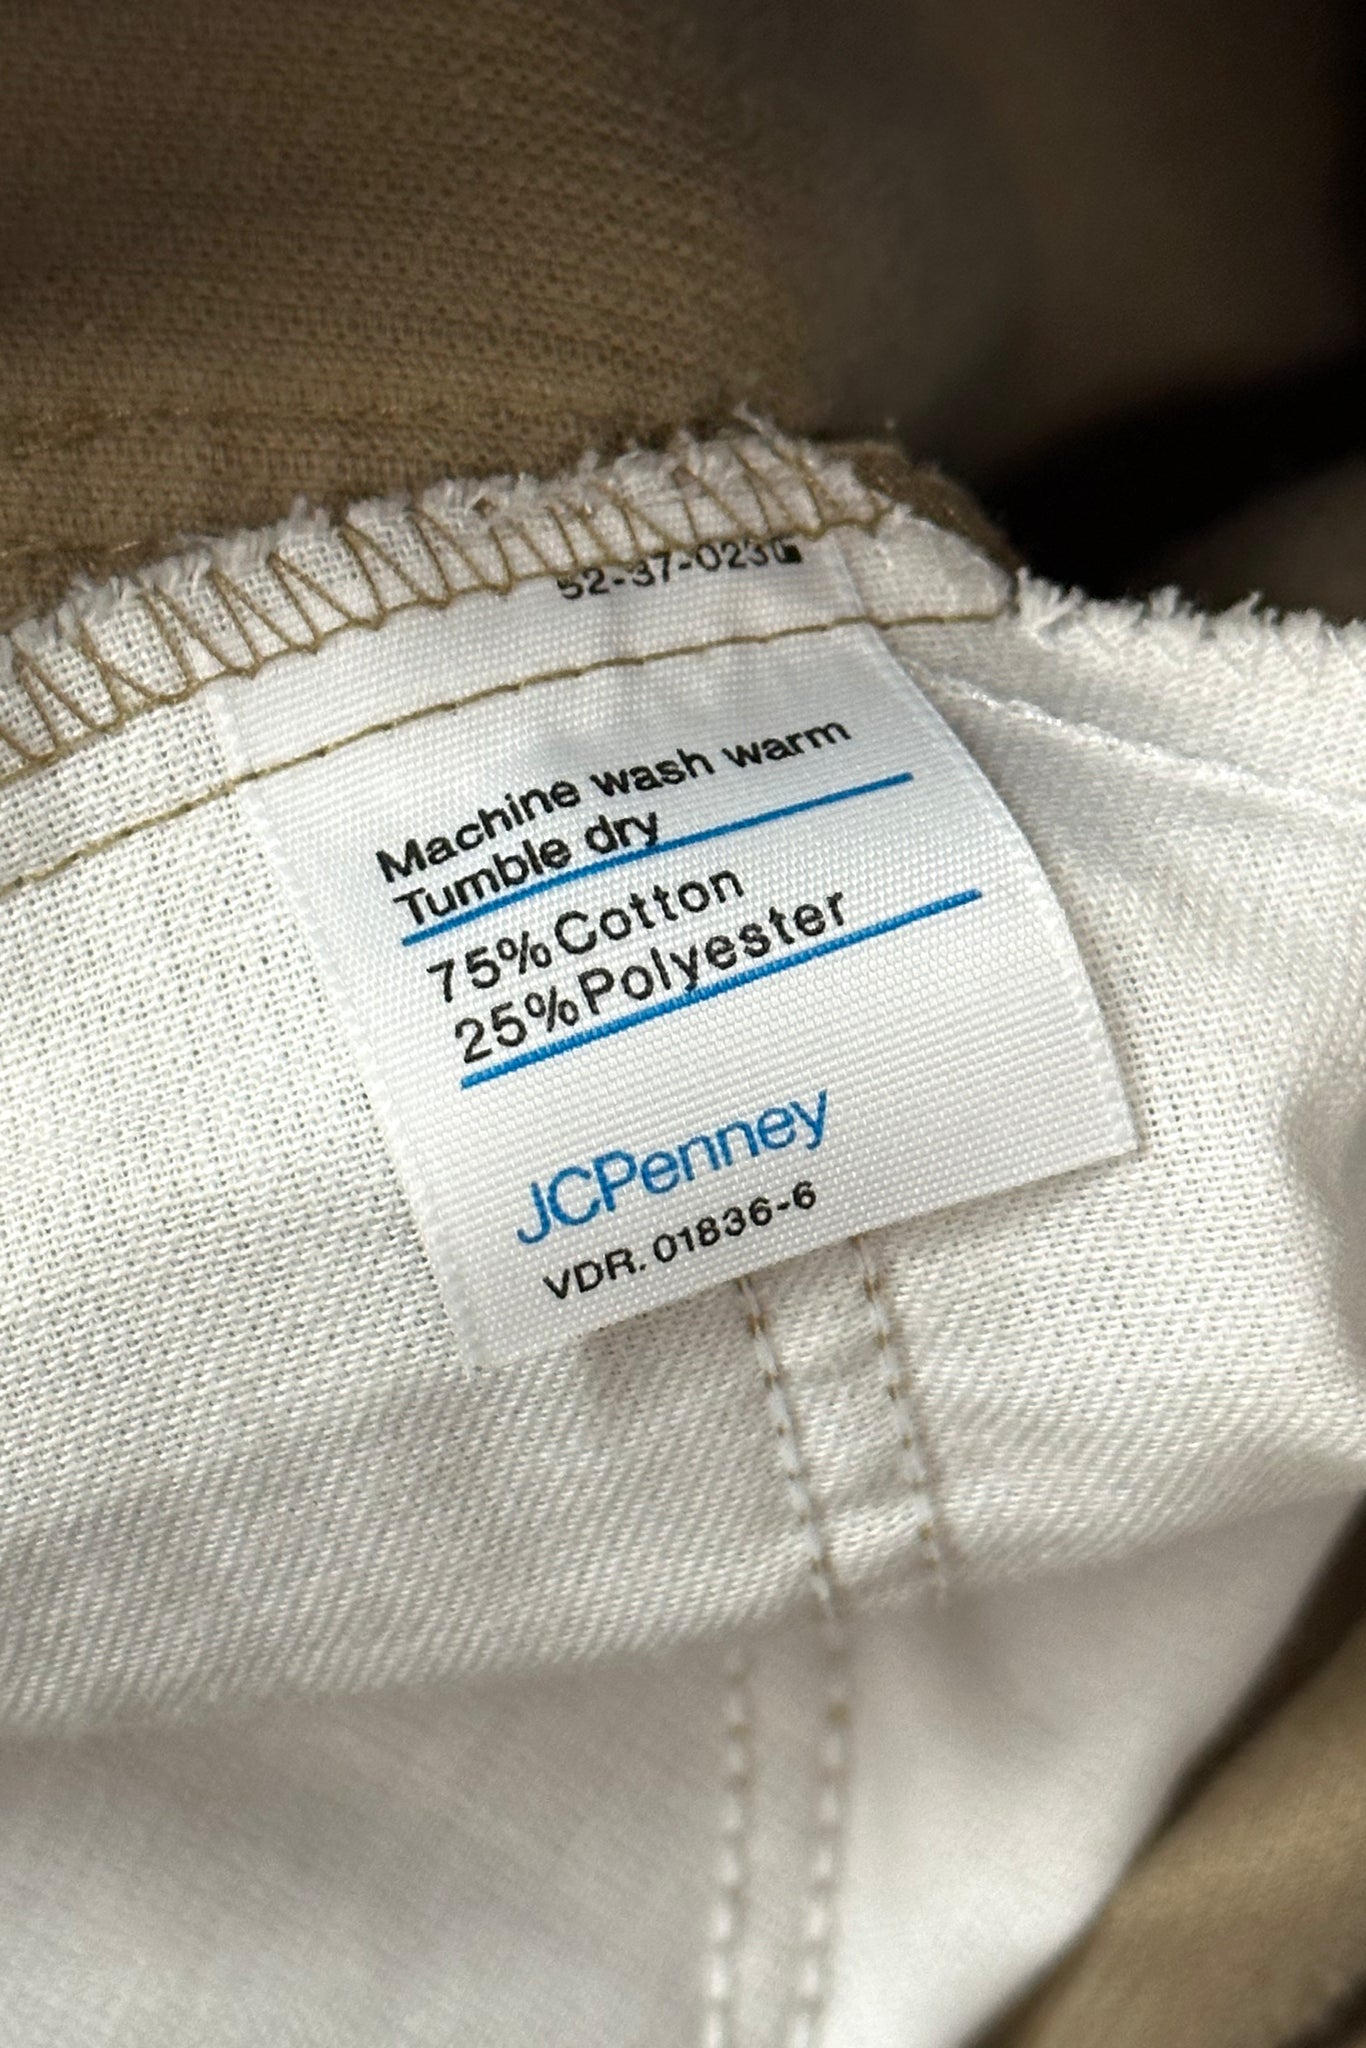 52-37-023
Machine wash warm
Tumble dry
75% Cotton
25% Polyester
JCPenney
VDR. 01836-6